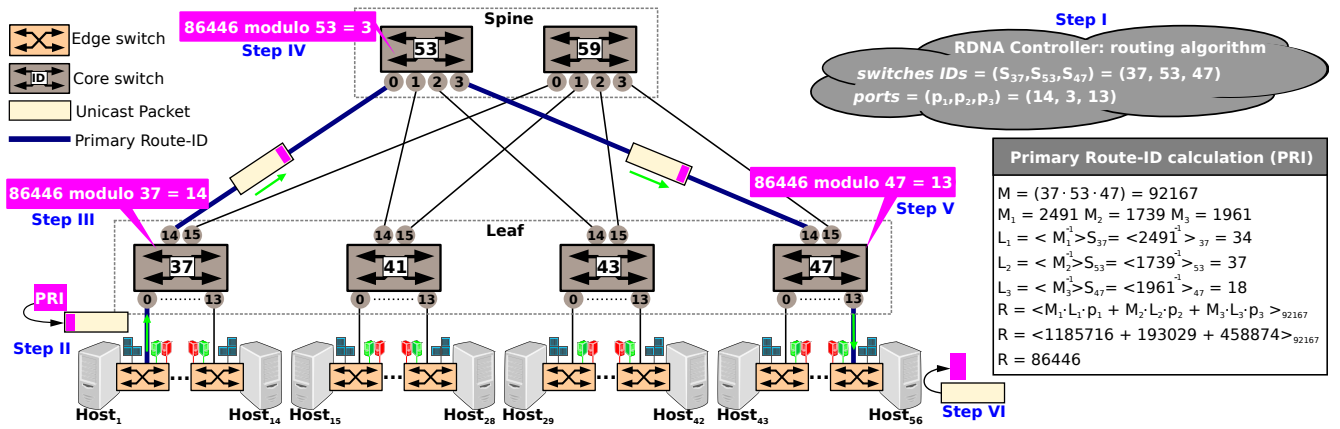 Edge switch
ID
Core switch
Unicast Packet
Primary Route-ID
Spine
86446 modulo 53 = 3
Step IV
53
59
0 1 2 3
0 1 2 3
Step I
RDNA Controller: routing algorithm
switches IDs = (S37,S53,S47) = (37, 53, 47)
ports = (p1,p2,p3) = (14, 3, 13)
86446 modulo 37 = 14
Step III
86446 modulo 47 = 13
Step V
Leaf
14 15
14 15
14 15
14 15
37
41
43
47
0 ........ 13
0 ........ 13
0 ........ 13
0 ........ 13
PRI
Step II
...
...
...
...
Host1
Host14
Host15
Host28
Host29
Host42
Host43
Host56
Step VI
Primary Route-ID calculation (PRI)
M = (37·53·47) = 92167
M1 = 2491 M2 = 1739 M3 = 1961
L1 = < M1^-1>S37= <2491^-1>37 = 34
L2 = < M2^-1>S53= <1739^-1>53 = 37
L3 = < M3^-1>S47= <1961^-1>47 = 18
R = <M1·L1·p1 + M2·L2·p2 + M3·L3·p3 >92167
R = <1185716 + 193029 + 458874>92167
R = 86446